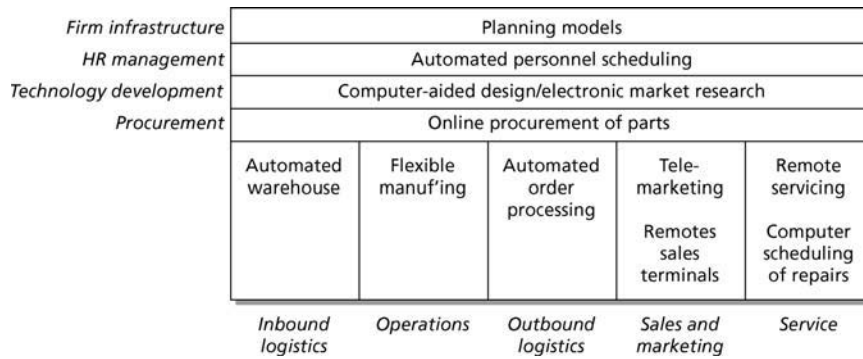 Firm infrastructure Planning models
HR management Automated personnel scheduling
Technology development Computer-aided design/electronic market research
Procurement Online procurement of parts
Automated
warehouse
Flexible
manuf'ing
Automated
order
processing
Tele-
marketing
Remotes
sales
terminals
Remote
servicing
Computer
scheduling
of repairs
Inbound
logistics
Operations
Outbound
logistics
Sales and
marketing
Service